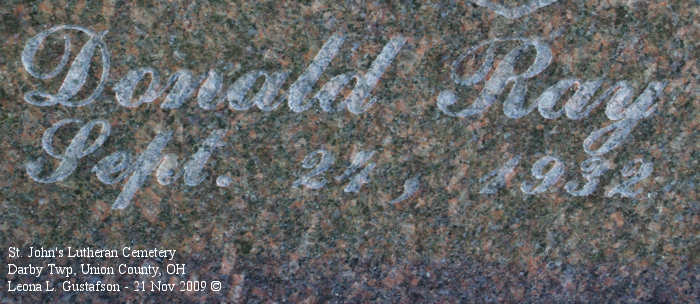 Donald Ray
Sept. 24, 1932
St. John's Lutheran Cemetery
Darby Twp, Union County, OH
Leona L. Gustafson - 21 Nov 2009 ©